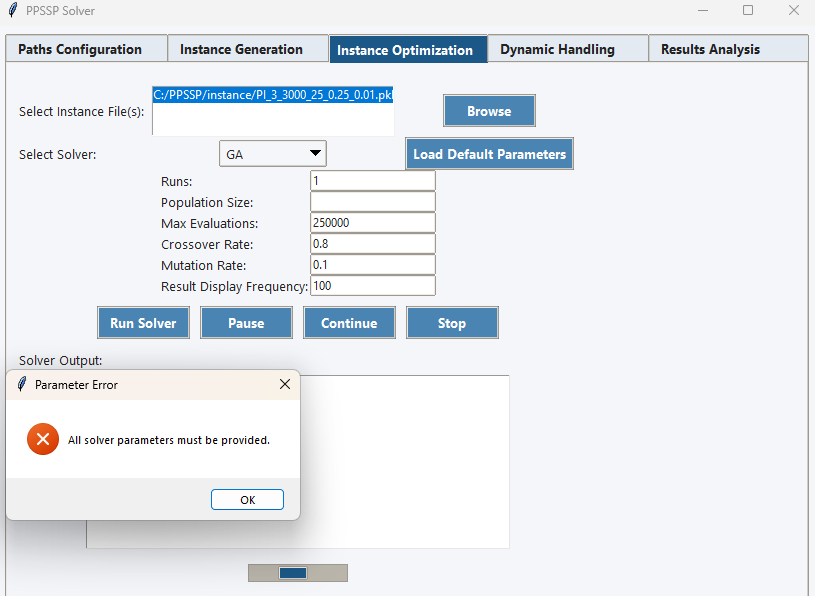 PPSSP Solver
Paths Configuration
Instance Generation
Instance Optimization
Dynamic Handling
Results Analysis
Select Instance File(s):
C:/PPSSP/instance/PI_3_3000_25_0.25_0.01.pk
Browse
Select Solver:
GA
Load Default Parameters
Runs:
1
Population Size:
Max Evaluations:
250000
Crossover Rate:
0.8
Mutation Rate:
0.1
Result Display Frequency:
100
Run Solver
Pause
Continue
Stop
Solver Output:
Parameter Error
All solver parameters must be provided.
OK